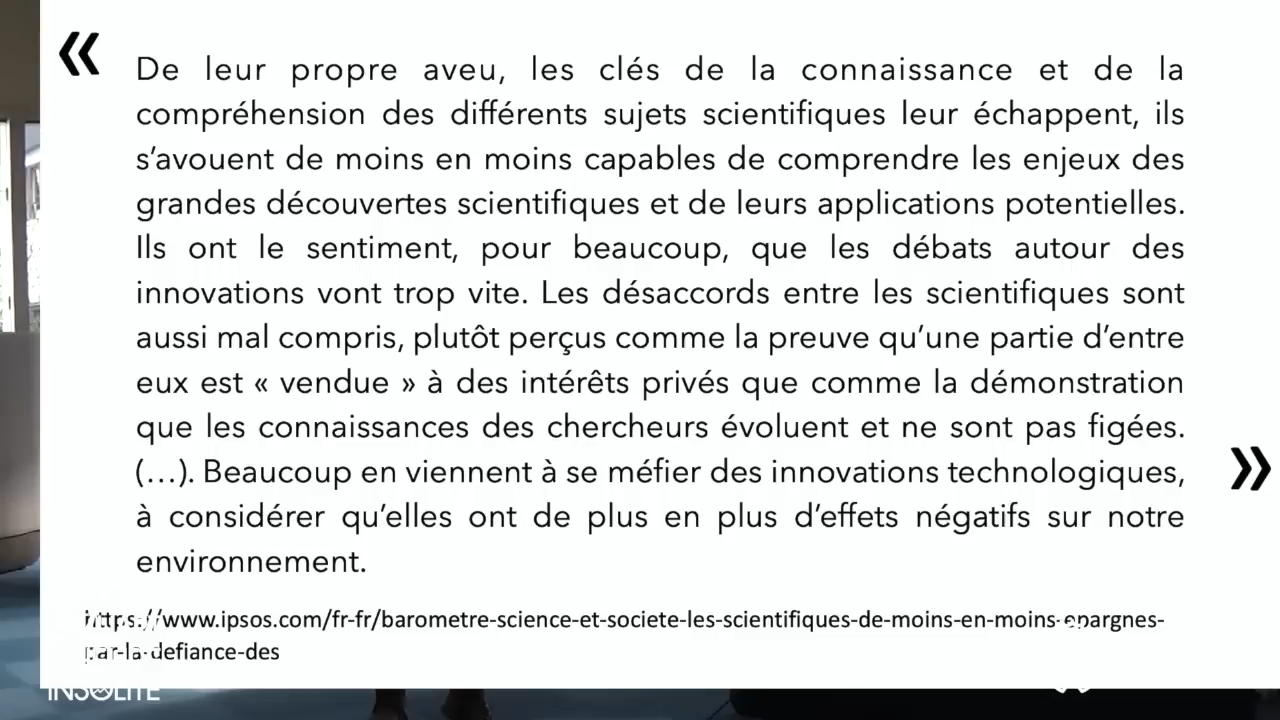 «
De leur propre aveu, les clés de la connaissance et de la
compréhension des différents sujets scientifiques leur échappent, ils
s’avouent de moins en moins capables de comprendre les enjeux des
grandes découvertes scientifiques et de leurs applications potentielles.
Ils ont le sentiment, pour beaucoup, que les débats autour des
innovations vont trop vite. Les désaccords entre les scientifiques sont
aussi mal compris, plutôt perçus comme la preuve qu’une partie d’entre
eux est « vendue » à des intérêts privés que comme la démonstration
que les connaissances des chercheurs évoluent et ne sont pas figées.
(…). Beaucoup en viennent à se méfier des innovations technologiques,
à considérer qu’elles ont de plus en plus d’effets négatifs sur notre
environnement.
»
https://www.ipsos.com/fr-fr/barometre-science-et-societe-les-scientifiques-de-moins-en-moins-epargnes-
par-la-defiance-des
INSOLITE